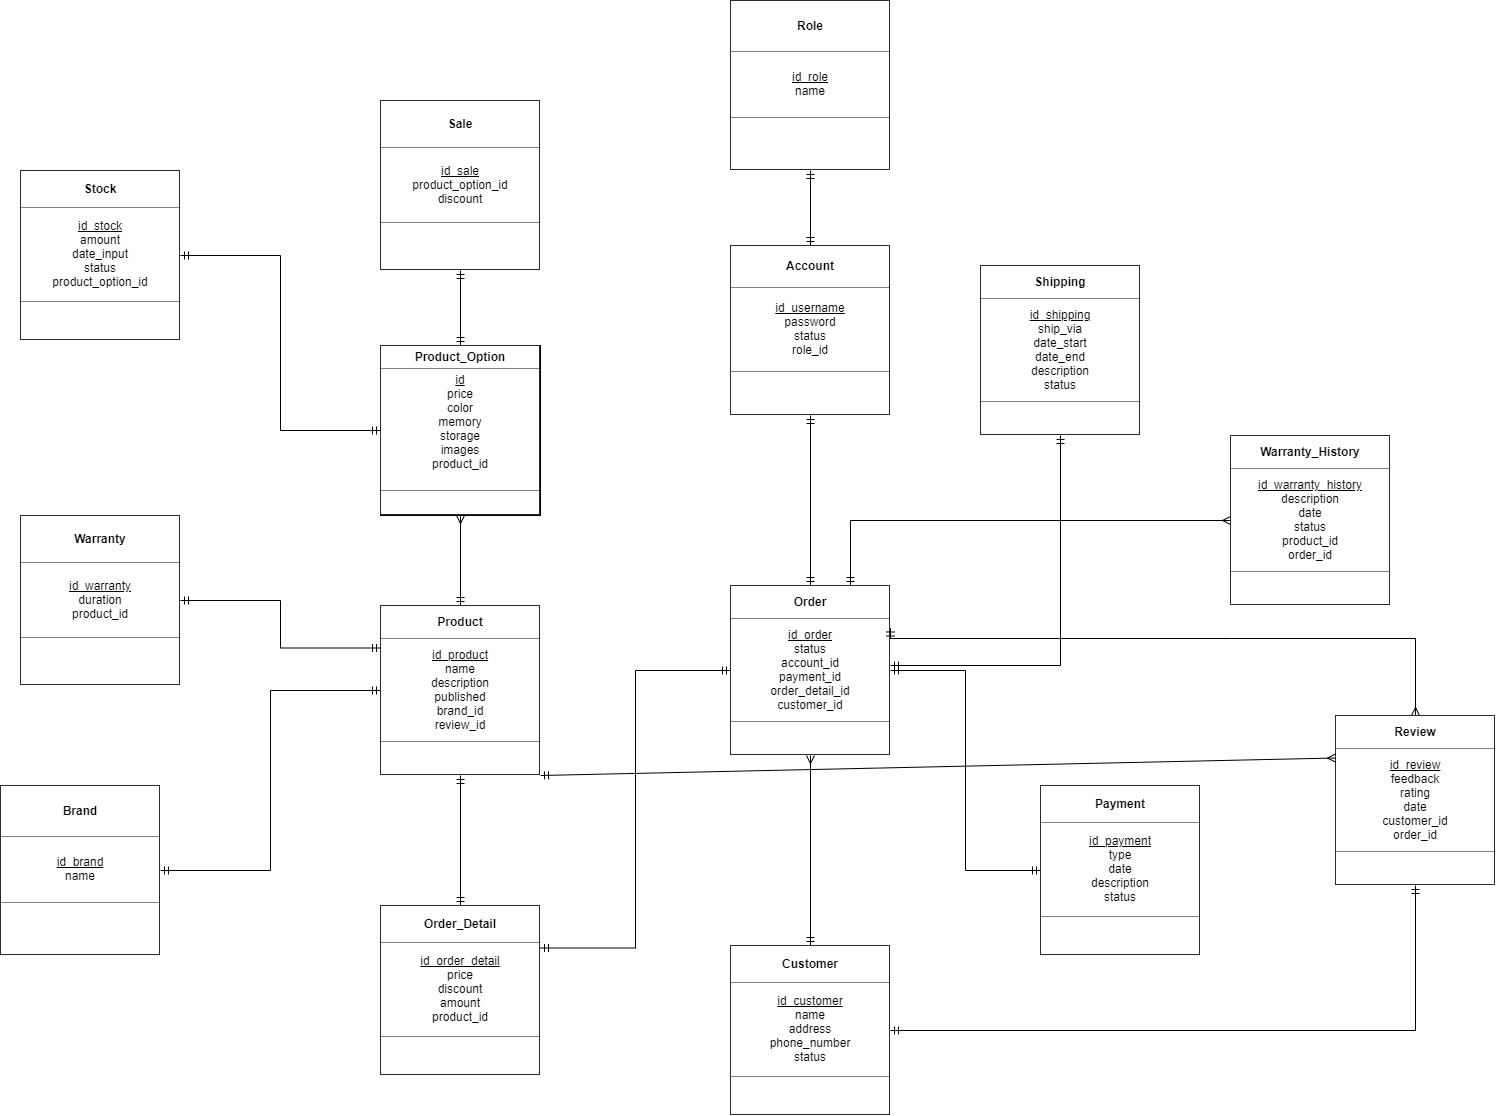 Role
id_role
name
Sale
id_sale
product_option_id
discount
Stock
id_stock
amount
date_input
status
product_option_id
Account
id_username
password
status
role_id
Shipping
id_shipping
ship_via
date_start
date_end
description
status
Product_Option
id
price
color
memory
storage
images
product_id
Warranty_History
id_warranty_history
description
date
status
product_id
order_id
Warranty
id_warranty
duration
product_id
Product
id_product
name
description
published
brand_id
review_id
Order
id_order
status
account_id
payment_id
order_detail_id
customer_id
Review
id_review
feedback
rating
date
customer_id
order_id
Brand
id_brand
name
Payment
id_payment
type
date
description
status
Order_Detail
id_order_detail
price
discount
amount
product_id
Customer
id_customer
name
address
phone_number
status